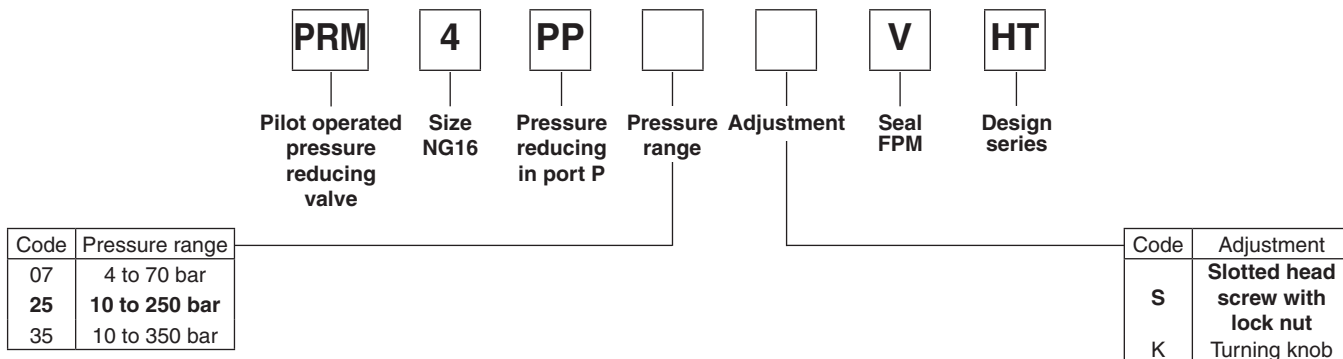 PRM 4 PP V HT
Pilot operated pressure reducing valve
Size NG16
Pressure reducing in port P
Pressure range
Adjustment
Seal FPM
Design series
Code Pressure range
07 4 to 70 bar
25 10 to 250 bar
35 10 to 350 bar
Code Adjustment
S Slotted head screw with lock nut
K Turning knob